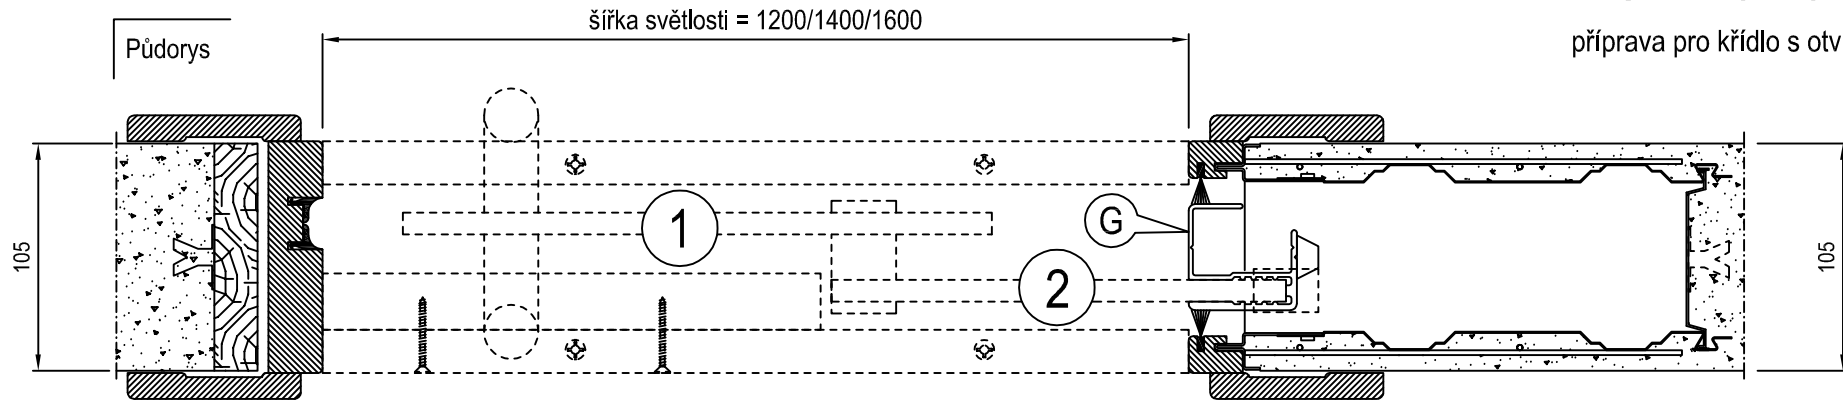 šířka světlosti = 1200/1400/1600
Půdorys
příprava pro křídlo s otv
105
1
G
2
105